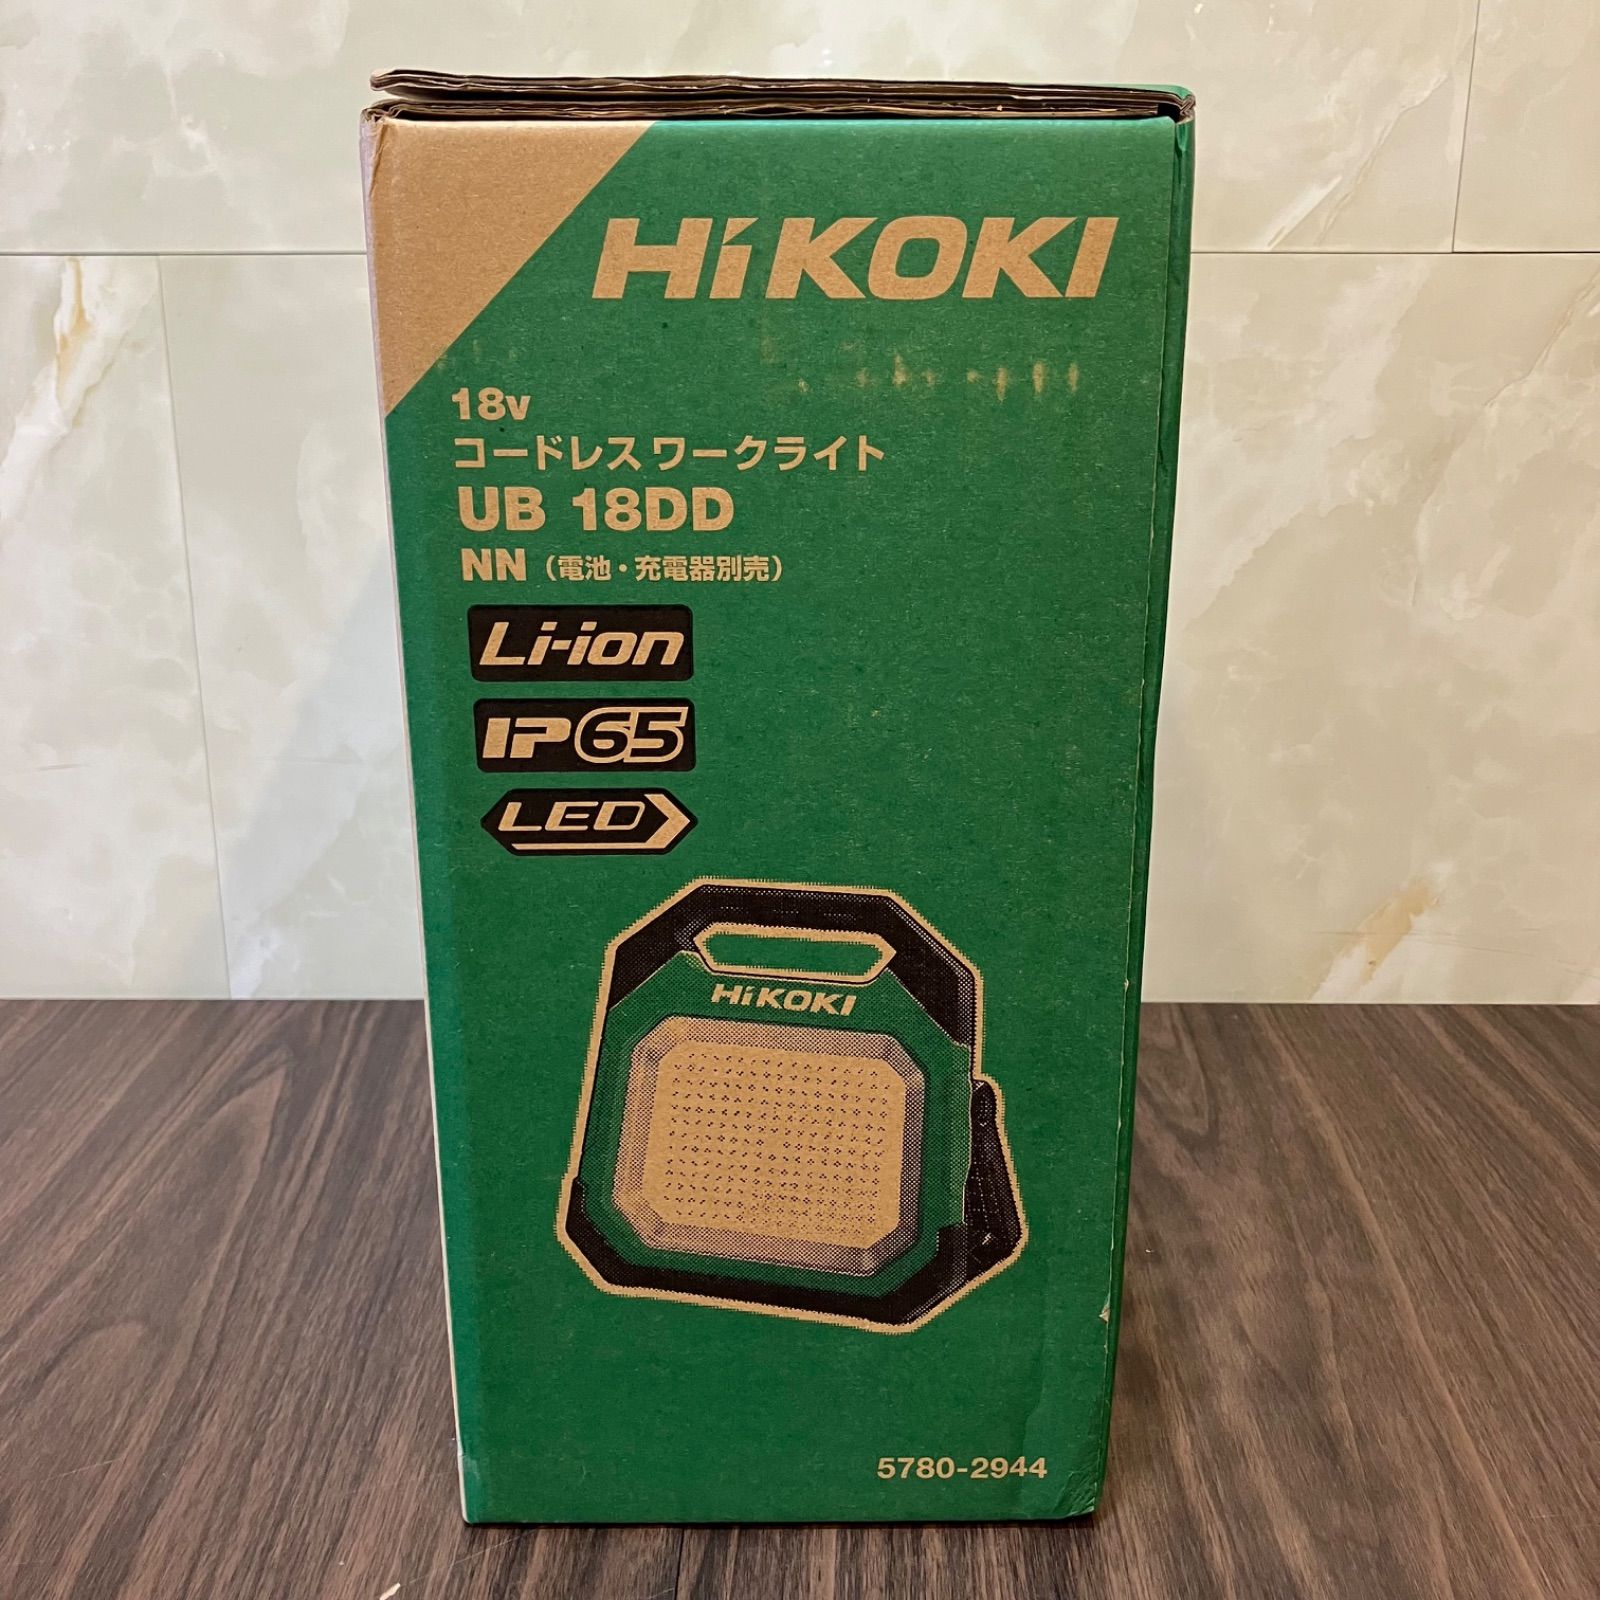 HiKOKI
18v
コードレスワークライト
UB 18DD
NN（電池・充電器別売）
Li-ion
IP65
LED
HiKOKI
5780-2944